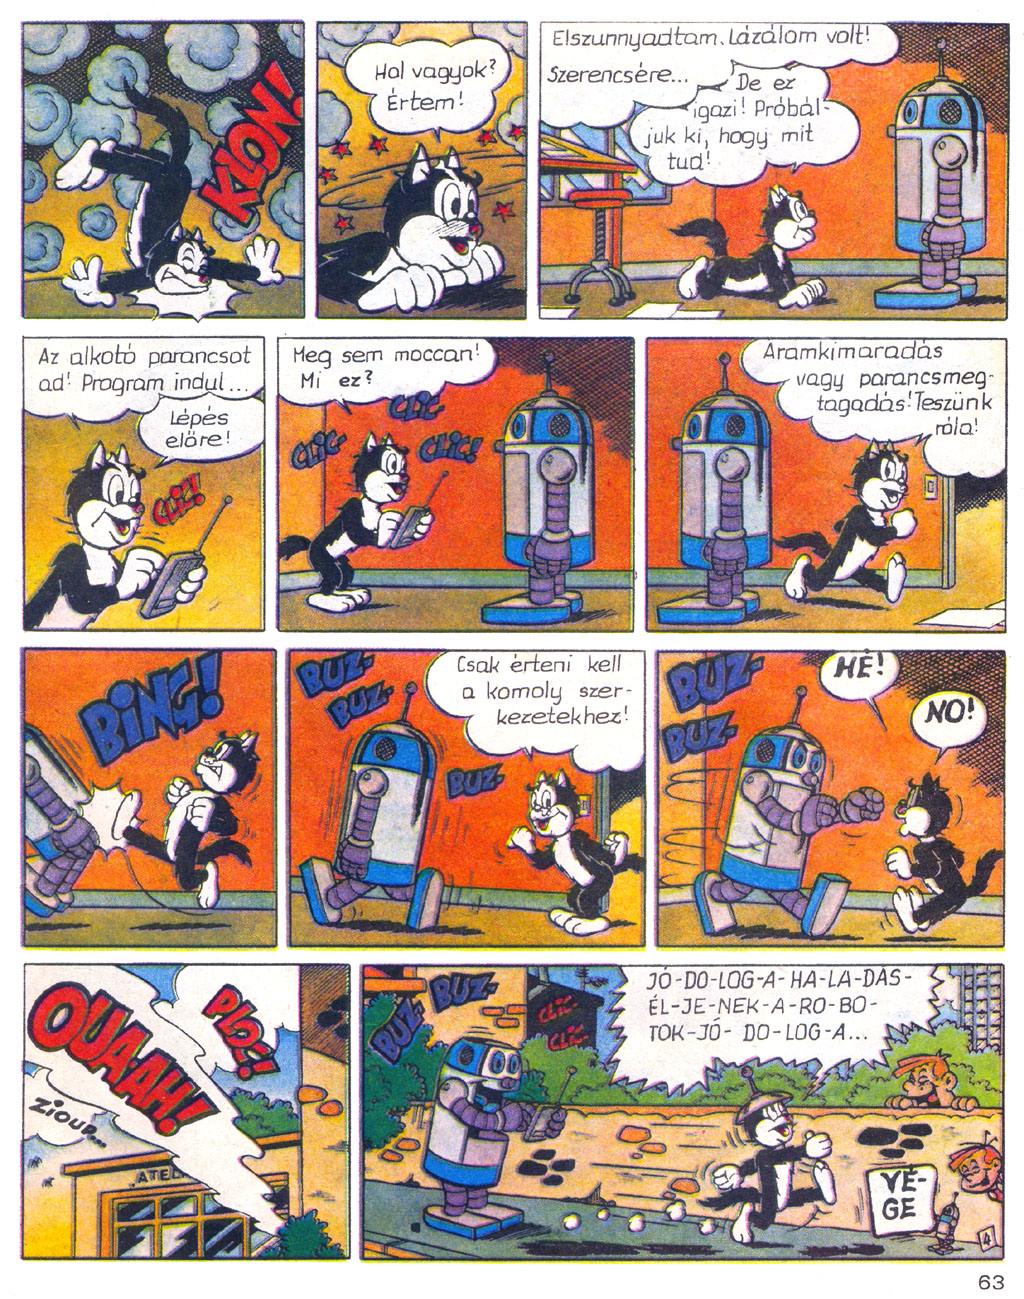 KLON!
Hol vagyok?
Értem!
Elszunnyadtam. Lázálom volt!
Szerencsére...
De ez
igazi! Próbál-
juk ki, hogy mit
tud!
Az alkotó parancsot
ad! Program indul...
Lépés
előre!
CLIC!
Meg sem moccan!
Mi ez?
CLIC-
CLIC-
CLIC!
Áramkimaradás
vagy parancsmeg-
tagadás! Teszünk
róla!
BING!
BUZ-
BUZ-
BUZ-
Csak érteni kell
a komoly szer-
kezetekhez!
BUZ-
BUZ-
HÉ!
NO!
OUAAH!
PLOC!
ZIOUP...
ATEL
BUZ-
BUZ-
CLIC-
CLIC-
JÓ-DO-LOG-A-HA-LA-DÁS-
ÉL-JE-NEK-A-RO-BO-
TOK-JÓ-DO-LOG-A...
VÉ-
GE
4
63